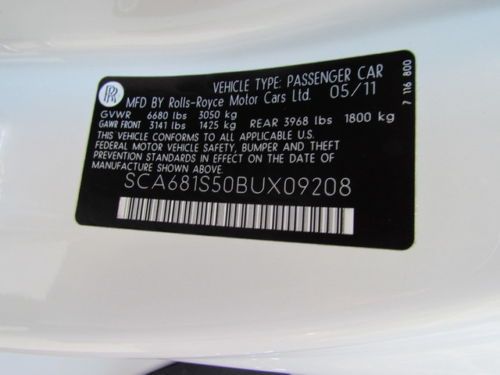 RR
VEHICLE TYPE: PASSENGER CAR
MFD BY Rolls-Royce Motor Cars Ltd. 05/11
GVWR 6680 lbs 3050 kg
GAWR FRONT 3141 lbs 1425 kg REAR 3968 lbs 1800 kg
THIS VEHICLE CONFORMS TO ALL APPLICABLE U.S.
FEDERAL MOTOR VEHICLE SAFETY, BUMPER, AND
THEFT PREVENTION STANDARDS IN EFFECT ON THE DATE OF
MANUFACTURE SHOWN ABOVE.
SCA681S50BUX09208
7 116 800